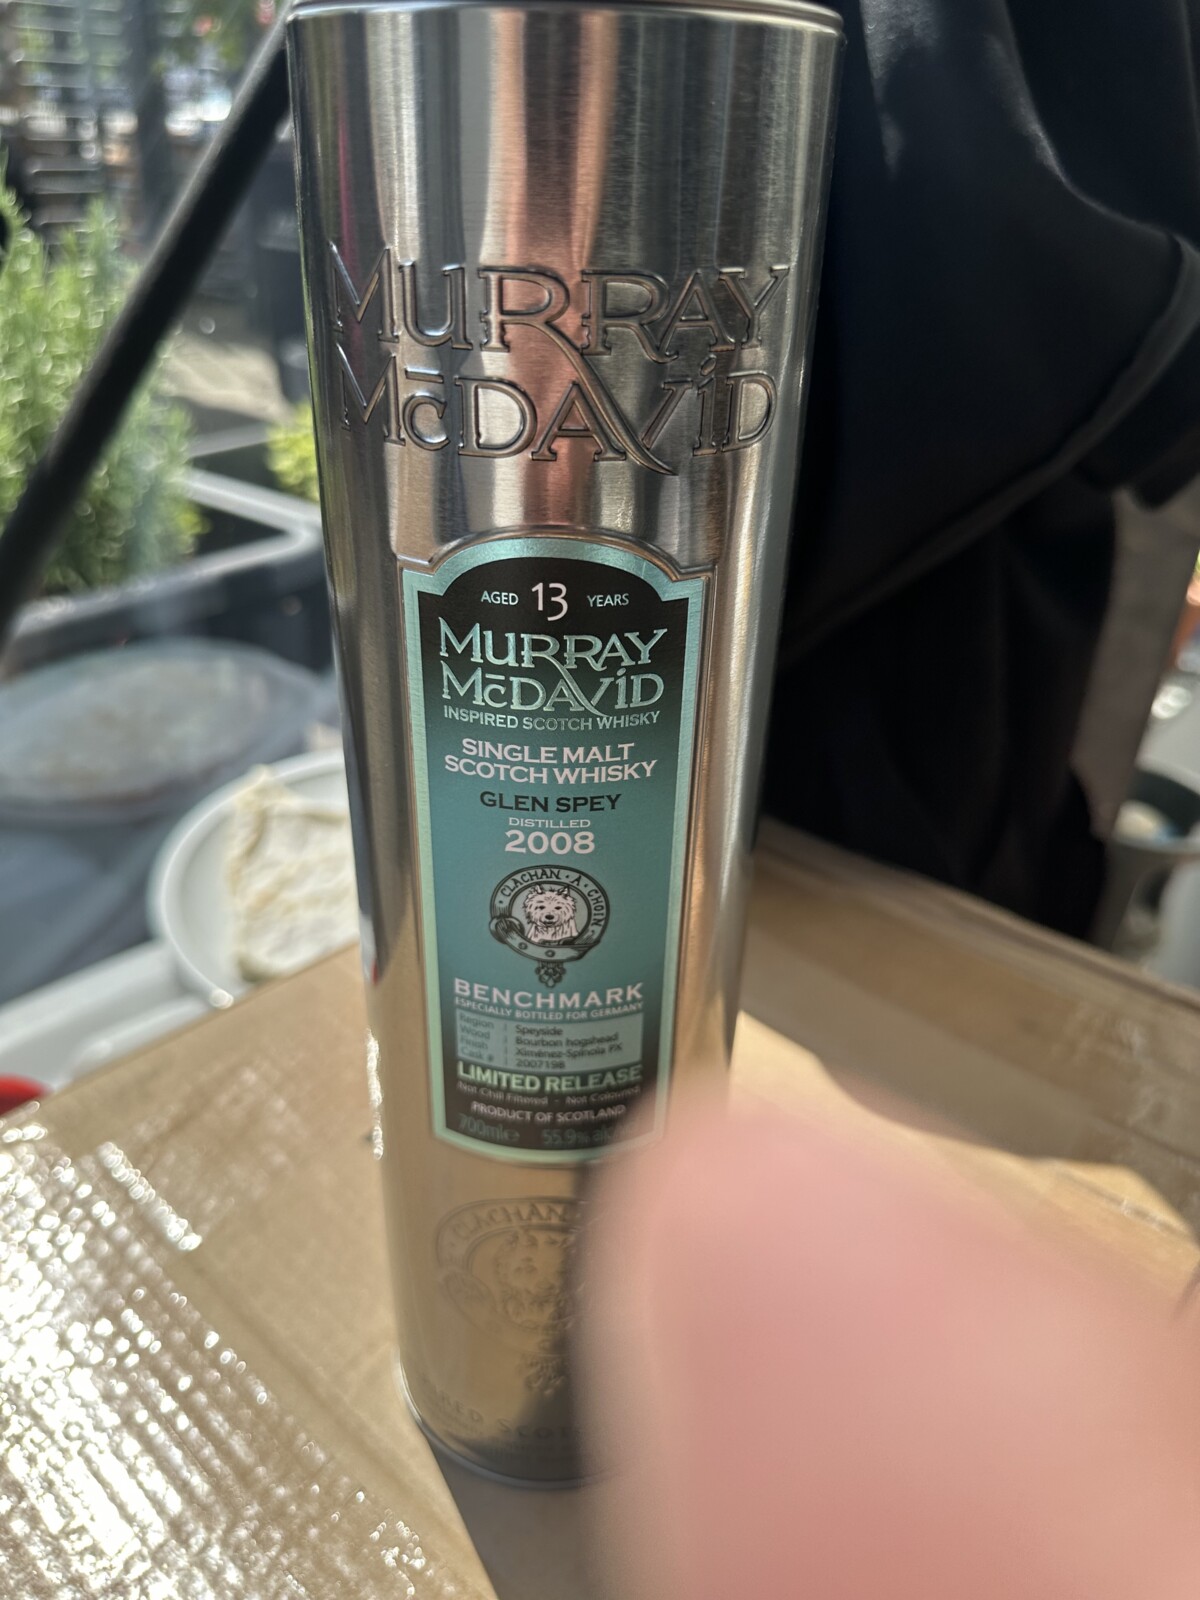 MURRAY
McDAVID
AGED 13 YEARS
MURRAY
McDAVID
INSPIRED SCOTCH WHISKY
SINGLE MALT
SCOTCH WHISKY
GLEN SPEY
DISTILLED
2008
CLACHAN · A · CHOIN
BENCHMARK
ESPECIALLY BOTTLED FOR GERMANY
Region Speyside
Wood Bourbon hogshead
Finish Ximénez-Spinola PX
Cask # 2007198
LIMITED RELEASE
Not Chill Filtered - Not Coloured
PRODUCT OF SCOTLAND
700ml e 55.9%
CLACHAN